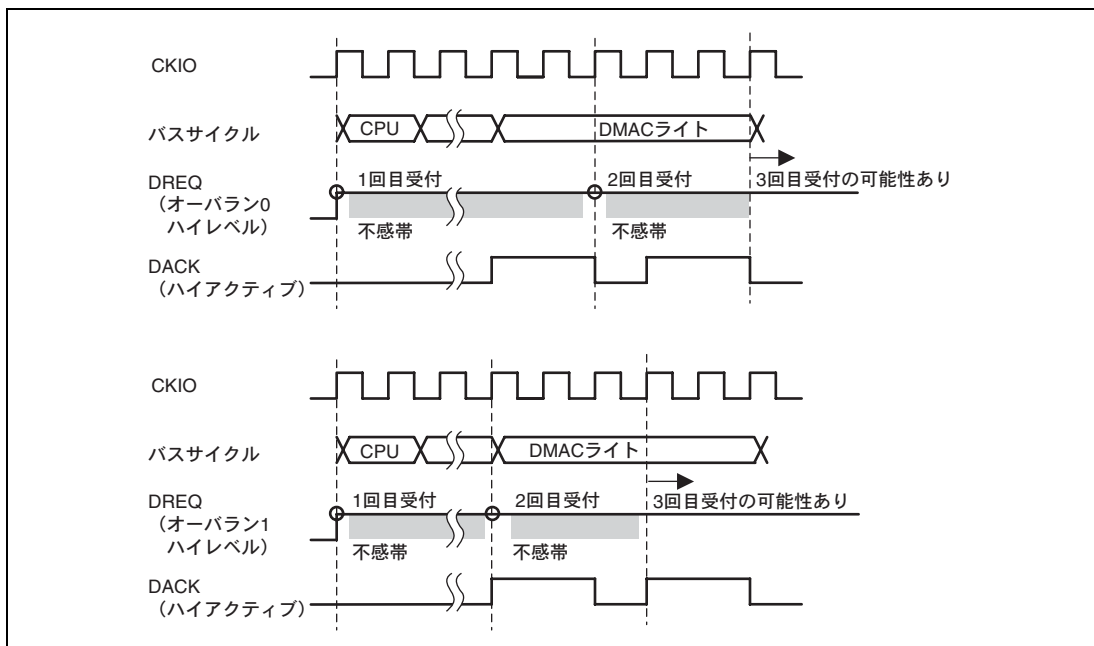 CKIO
バスサイクル
CPU
DMACライト
DREQ
（オーバラン0
ハイレベル）
1回目受付
2回目受付
3回目受付の可能性あり
不感帯
不感帯
DACK
（ハイアクティブ）
CKIO
バスサイクル
CPU
DMACライト
DREQ
（オーバラン1
ハイレベル）
1回目受付
2回目受付
3回目受付の可能性あり
不感帯
不感帯
DACK
（ハイアクティブ）